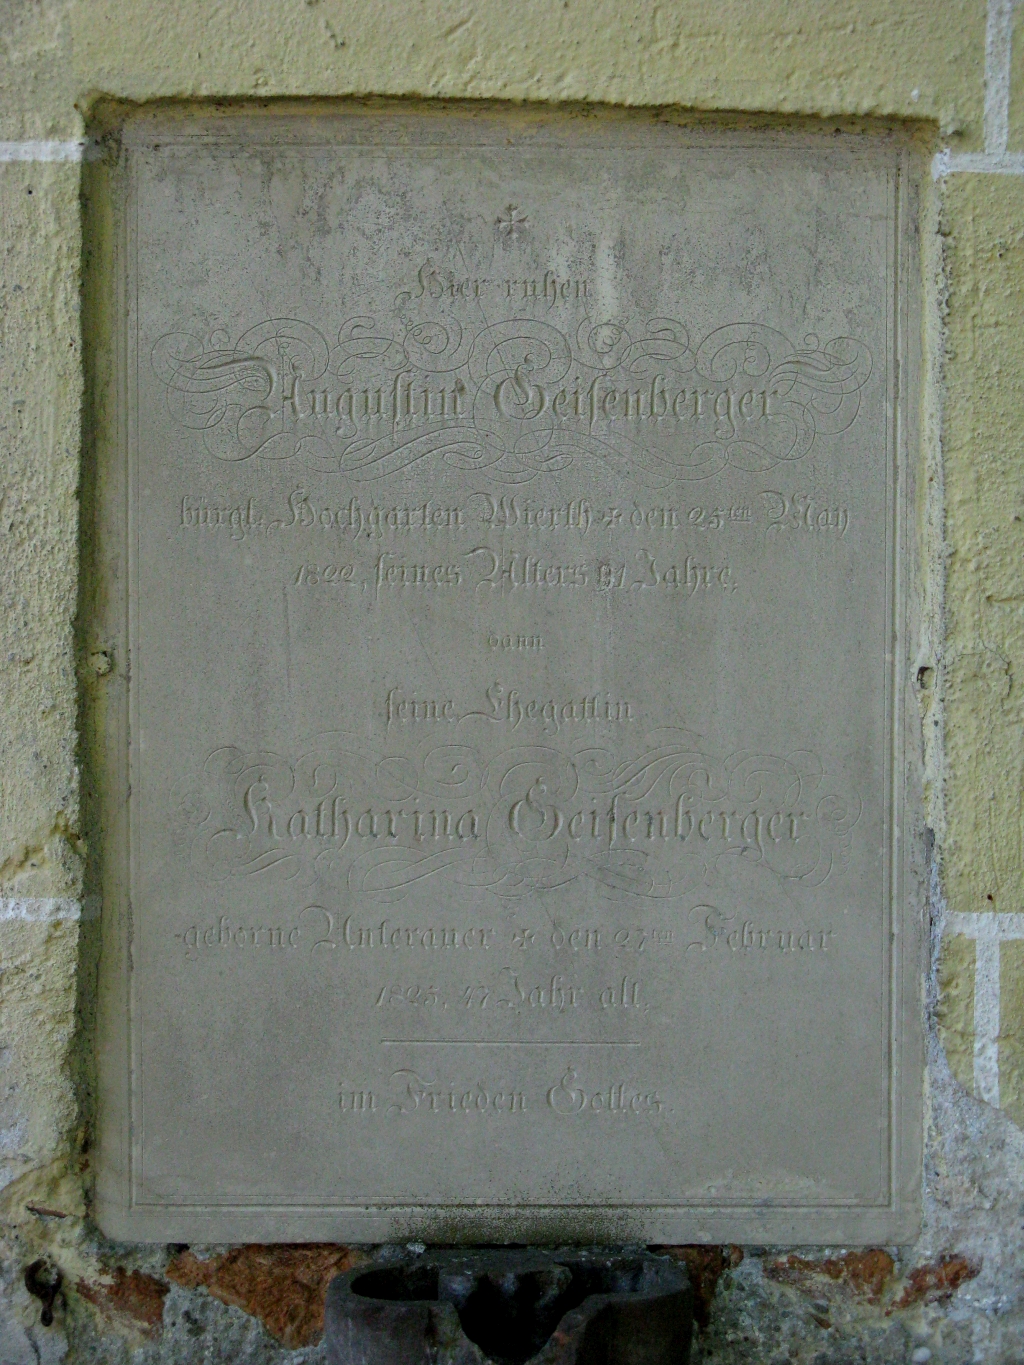 Hier ruhen
Augustin Geisenberger
bürgl. Hochgarten Wierth ✠ den 25ten May
1822, seines Alters 91 Jahre.
dann
seine Ehegattin
Katharina Geisenberger
geborne Unterauer ✠ den 27ten Februar
1825. 47 Jahr alt.
im Frieden Gottes.